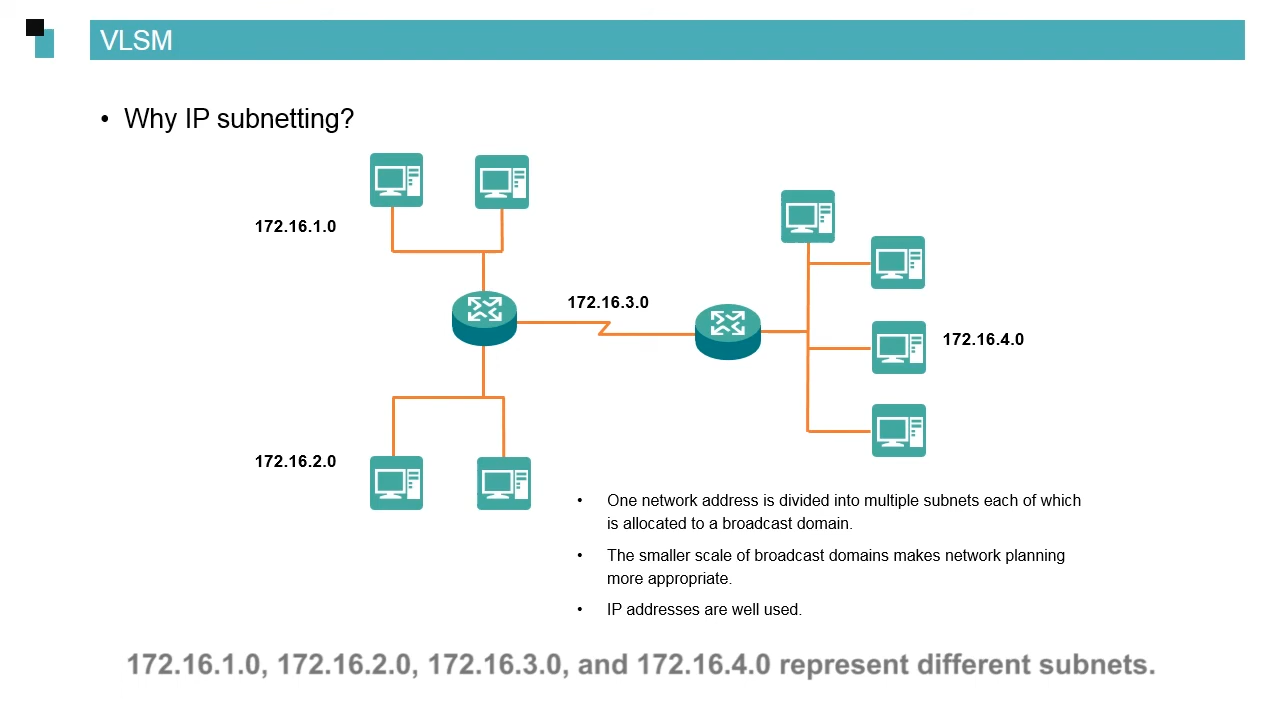 VLSM
• Why IP subnetting?
172.16.1.0
172.16.3.0
172.16.4.0
172.16.2.0
• One network address is divided into multiple subnets each of which
is allocated to a broadcast domain.
• The smaller scale of broadcast domains makes network planning
more appropriate.
• IP addresses are well used.
172.16.1.0, 172.16.2.0, 172.16.3.0, and 172.16.4.0 represent different subnets.